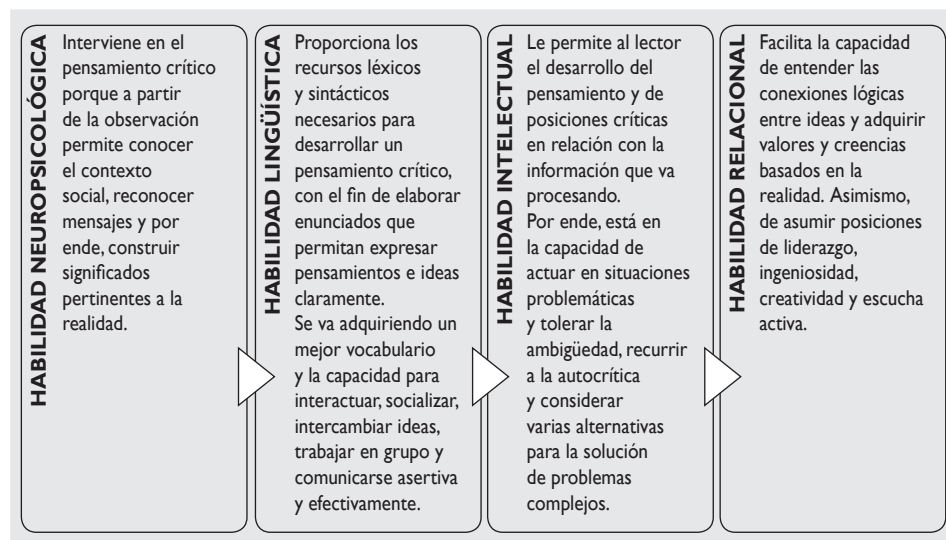 HABILIDAD NEUROPSICOLÓGICA
Interviene en el
pensamiento crítico
porque a partir
de la observación
permite conocer
el contexto
social, reconocer
mensajes y por
ende, construir
significados
pertinentes a la
realidad.
HABILIDAD LINGÜÍSTICA
Proporciona los
recursos léxicos
y sintácticos
necesarios para
desarrollar un
pensamiento crítico,
con el fin de elaborar
enunciados que
permitan expresar
pensamientos e ideas
claramente.
Se va adquiriendo un
mejor vocabulario
y la capacidad para
interactuar, socializar,
intercambiar ideas,
trabajar en grupo y
comunicarse asertiva
y efectivamente.
HABILIDAD INTELECTUAL
Le permite al lector
el desarrollo del
pensamiento y de
posiciones críticas
en relación con la
información que va
procesando.
Por ende, está en
la capacidad de
actuar en situaciones
problemáticas
y tolerar la
ambigüedad, recurrir
a la autocrítica
y considerar
varias alternativas
para la solución
de problemas
complejos.
HABILIDAD RELACIONAL
Facilita la capacidad
de entender las
conexiones lógicas
entre ideas y adquirir
valores y creencias
basados en la
realidad. Asimismo,
de asumir posiciones
de liderazgo,
ingeniosidad,
creatividad y escucha
activa.